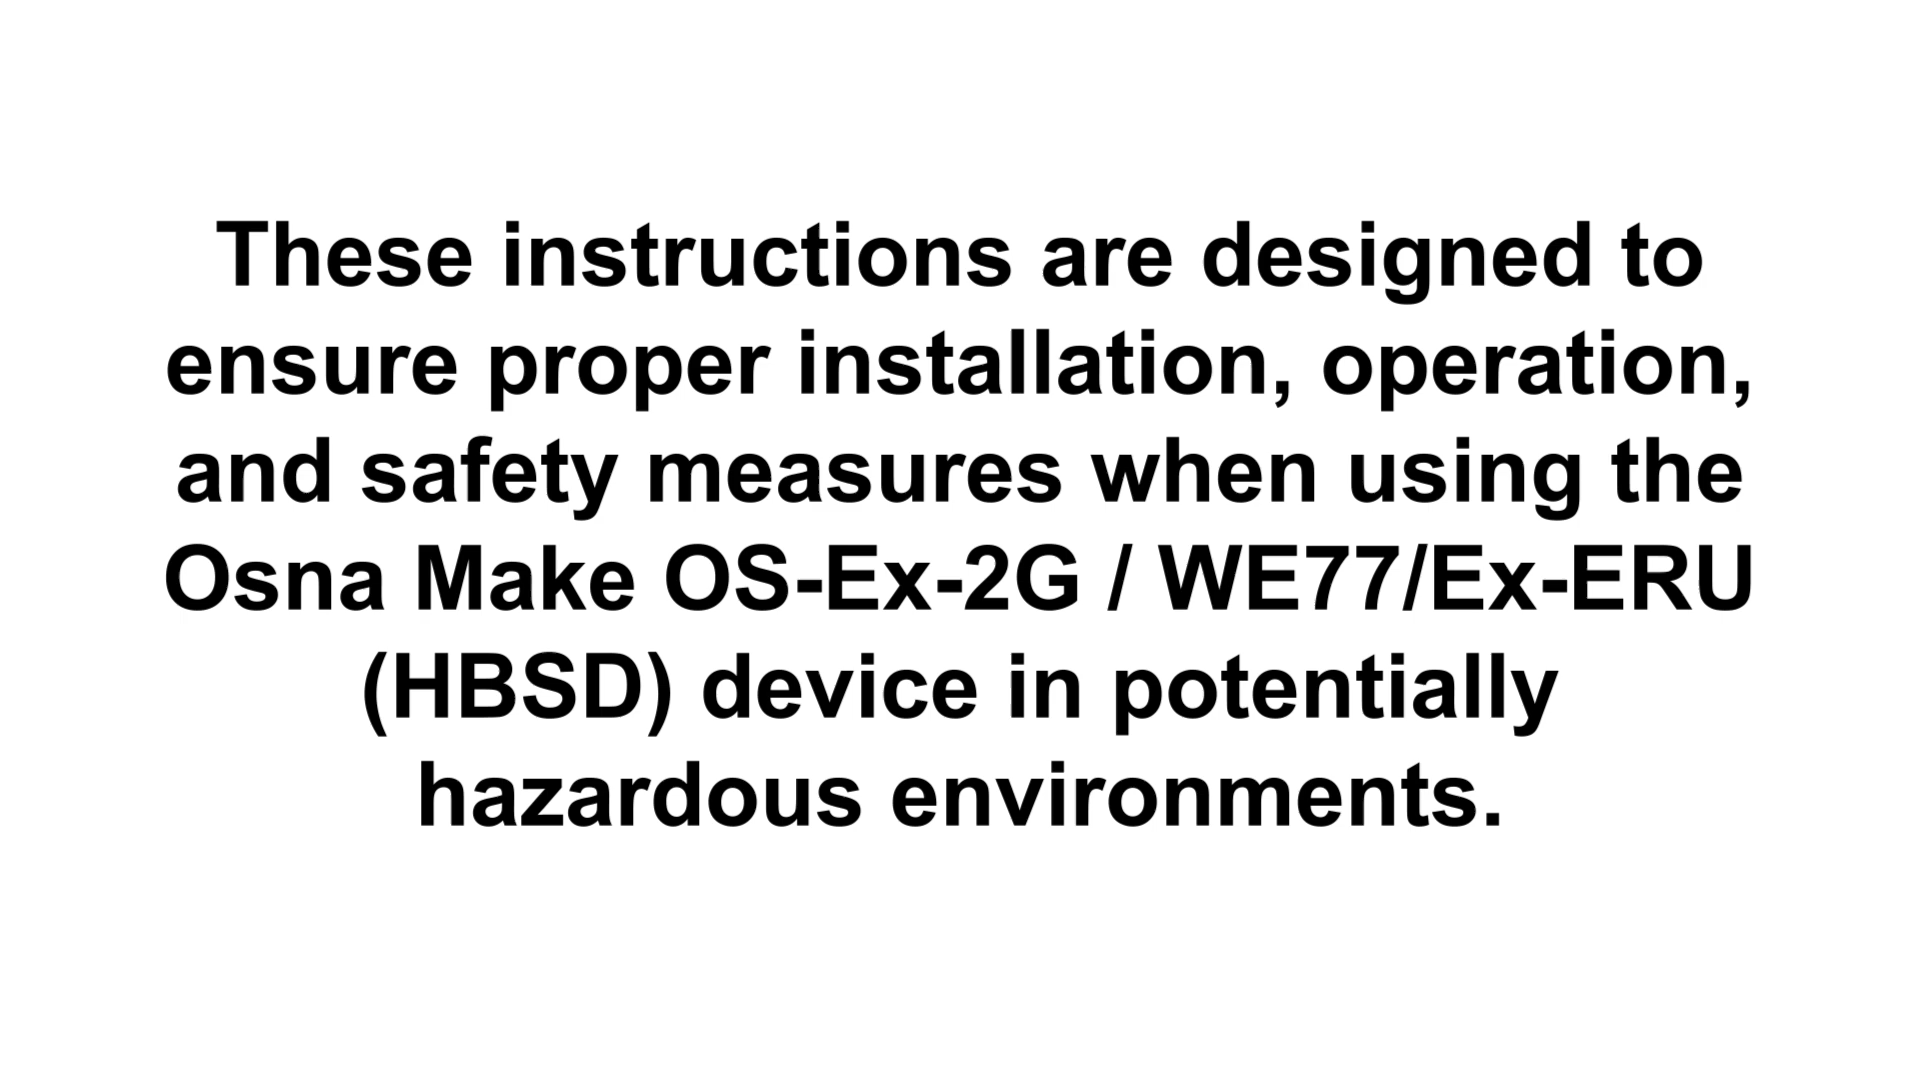 These instructions are designed to
ensure proper installation, operation,
and safety measures when using the
Osna Make OS-Ex-2G / WE77/Ex-ERU
(HBSD) device in potentially
hazardous environments.